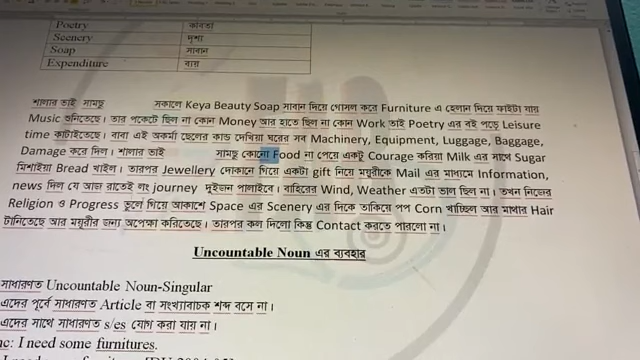 Poetry কবিতা
Scenery দৃশ্য
Soap সাবান
Expenditure ব্যয়
শালার ভাই সামছু সকালে Keya Beauty Soap সাবান দিয়ে গোসল করে Furniture এ হেলান দিয়ে ফাইটা যায়
Music শুনিতেছে। তার পকেটে ছিল না কোন Money আর হাতে ছিল না কোন Work তাই Poetry এর বই পড়ে Leisure
time কাটাইতেছে। বাবা এই অকর্মা ছেলের কান্ড দেখিয়া ঘরের সব Machinery, Equipment, Luggage, Baggage,
Damage করে দিল। শালার ভাই সামছু কোনো Food না পেয়ে একটু Courage করিয়া Milk এর সাথে Sugar
মিশাইয়া Bread খাইল। তারপর Jewellery দোকানে গিয়ে একটা gift নিয়ে ময়ুরীকে Mail এর মাধ্যমে Information,
news দিল যে আজ রাতেই লং journey দুইজন পালাইবে। বাহিরের Wind, Weather এতটা ভাল ছিল না। তখন নিজের
Religion ও Progress ভুলে গিয়ে আকাশে Space এর Scenery এর দিকে তাকিয়ে পপ Corn খাচ্ছিল আর মাথার Hair
টানিতেছে আর ময়ুরীর জন্য অপেক্ষা করিতেছে। তারপর কল দিলো কিন্তু Contact করতে পারলো না।
Uncountable Noun এর ব্যবহার
সাধারণত Uncountable Noun-Singular
এদের পূর্বে সাধারণত Article বা সংখ্যাবাচক শব্দ বসে না।
এদের সাথে সাধারণত s/es যোগ করা যায় না।
nc: I need some furnitures.